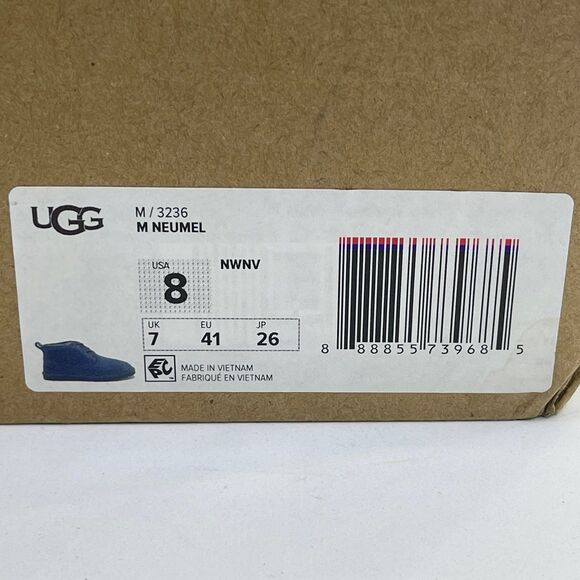 UGG
M / 3236
M NEUMEL
USA
8
NWNV
UK EU JP
7 41 26
8 88855 73968 5
EPC™
MADE IN VIETNAM
FABRIQUÉ EN VIETNAM